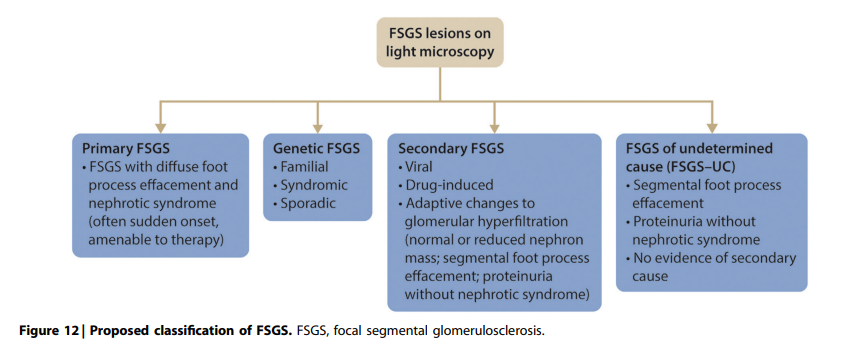 FSGS lesions on
light microscopy
Primary FSGS
• FSGS with diffuse foot
process effacement and
nephrotic syndrome
(often sudden onset,
amenable to therapy)
Genetic FSGS
• Familial
• Syndromic
• Sporadic
Secondary FSGS
• Viral
• Drug-induced
• Adaptive changes to
glomerular hyperfiltration
(normal or reduced nephron
mass; segmental foot process
effacement; proteinuria
without nephrotic syndrome)
FSGS of undetermined
cause (FSGS–UC)
• Segmental foot process
effacement
• Proteinuria without
nephrotic syndrome
• No evidence of secondary
cause
Figure 12 | Proposed classification of FSGS. FSGS, focal segmental glomerulosclerosis.